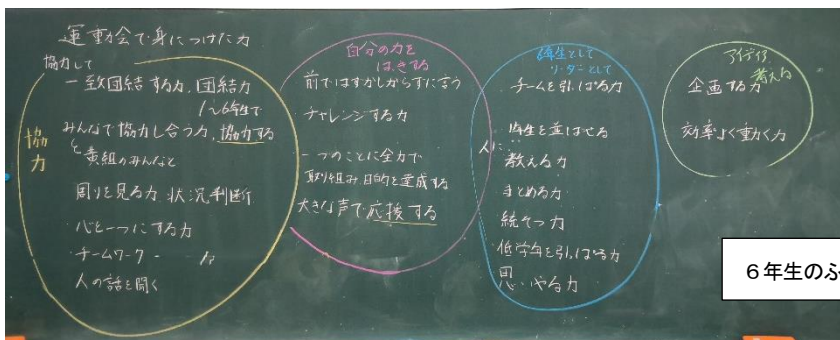 運動会で身につけた力
協力して
一致団結する力、団結力
1~6年生で
みんなで協力し合う力、協力する
と黄組のみんなと
周りを見る力 状況判断
心を一つにする力
チームワーク
人の話を聞く
協力
自分の力を
はっきする
前ではずかしがらずに言う
チャレンジする力
一つのことに全力で
取り組み、目的を達成する
大きな声で応援する
6年生として
リーダーとして
チームを引っぱる力
年生を並ばせる
人に
教える力
まとめる力
統そつ力
低学年を引っぱる力
思いやる力
アイディア
考える
企画する力
効率よく動く力
6年生のふ